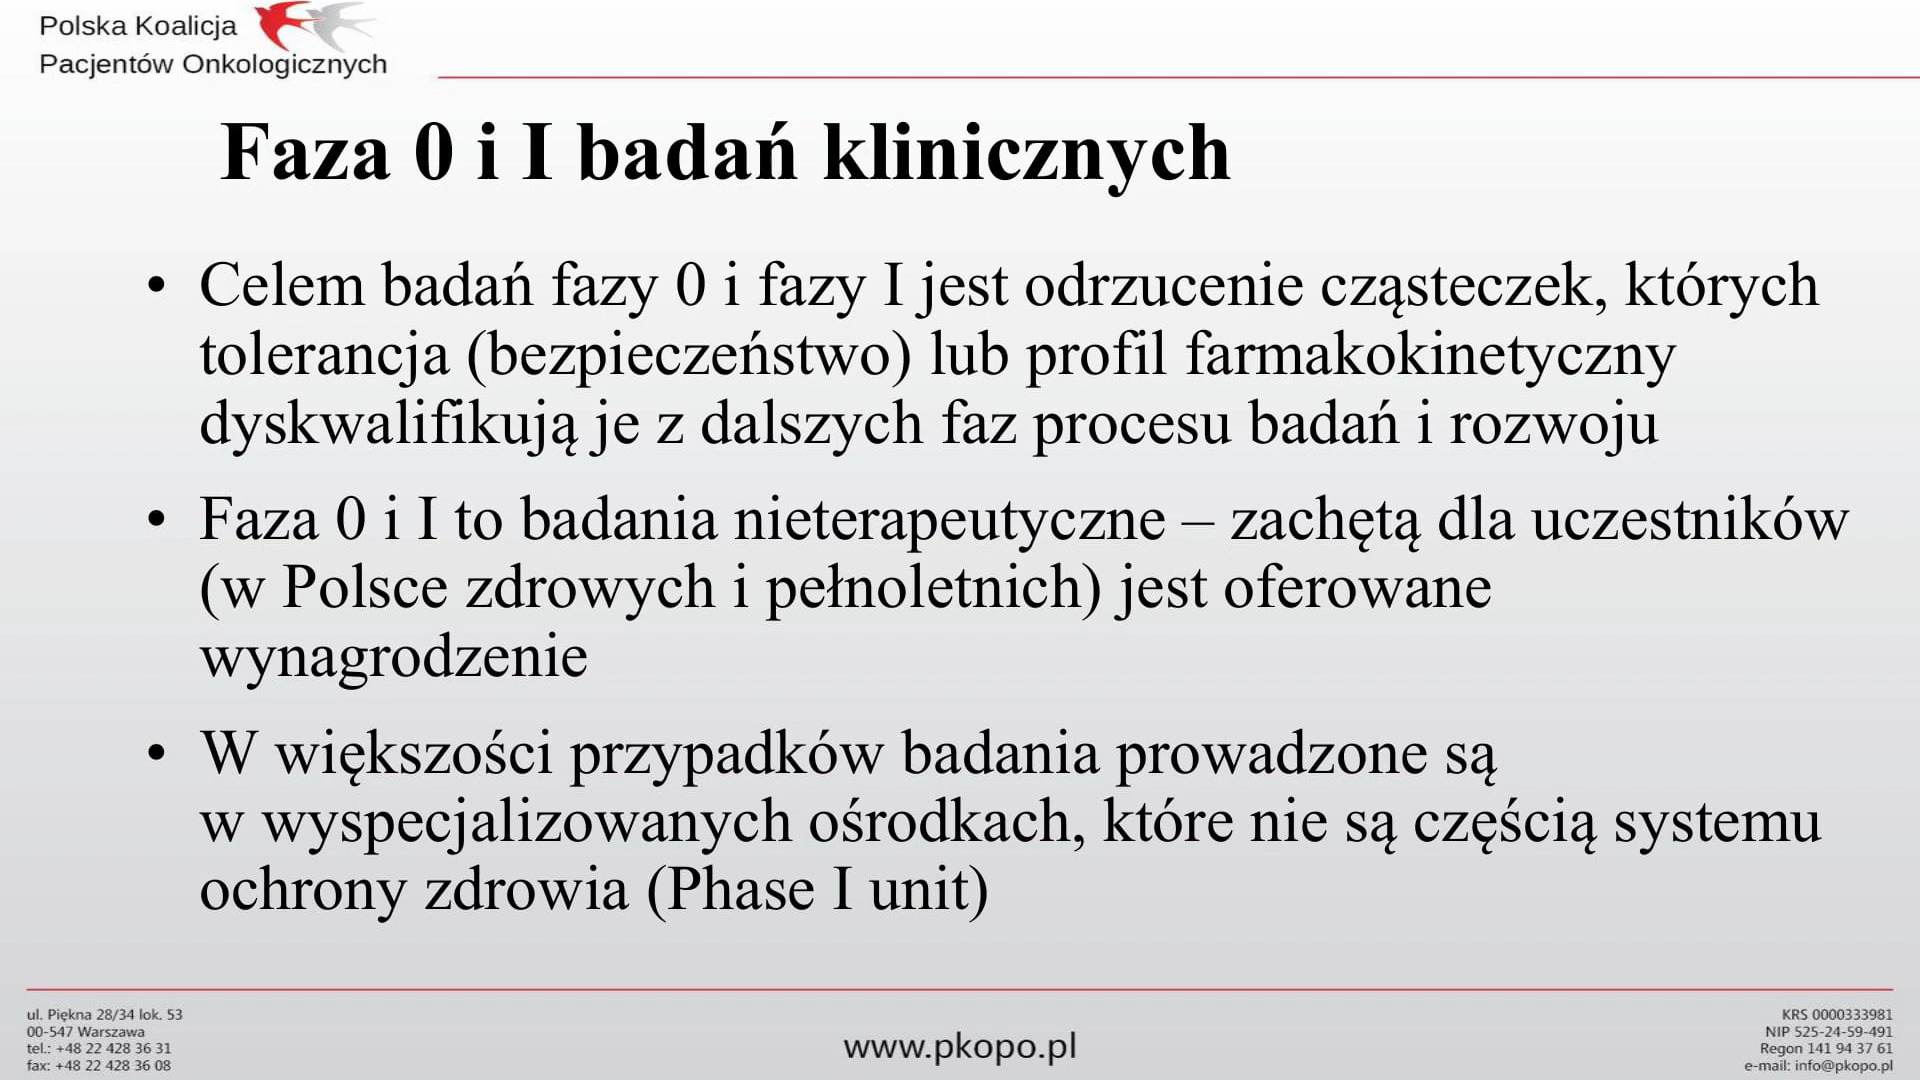 Polska Koalicja
Pacjentów Onkologicznych
Faza 0 i I badań klinicznych
• Celem badań fazy 0 i fazy I jest odrzucenie cząsteczek, których
tolerancja (bezpieczeństwo) lub profil farmakokinetyczny
dyskwalifikują je z dalszych faz procesu badań i rozwoju
• Faza 0 i I to badania nieterapeutyczne – zachętą dla uczestników
(w Polsce zdrowych i pełnoletnich) jest oferowane
wynagrodzenie
• W większości przypadków badania prowadzone są
w wyspecjalizowanych ośrodkach, które nie są częścią systemu
ochrony zdrowia (Phase I unit)
ul. Piękna 28/34 lok. 53
00-547 Warszawa
tel.: +48 22 428 36 31
fax: +48 22 428 36 08
www.pkopo.pl
KRS 0000333981
NIP 525-24-59-491
Regon 141 94 37 61
e-mail: info@pkopo.pl